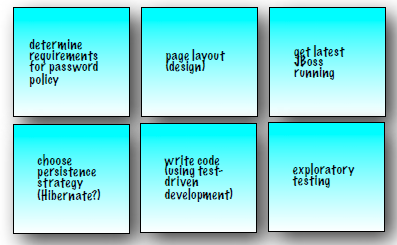 determine
requirements
for password
policy
page layout
(design)
get latest
JBoss
running
choose
persistence
strategy
(Hibernate?)
write code
(using test-
driven
development)
exploratory
testing